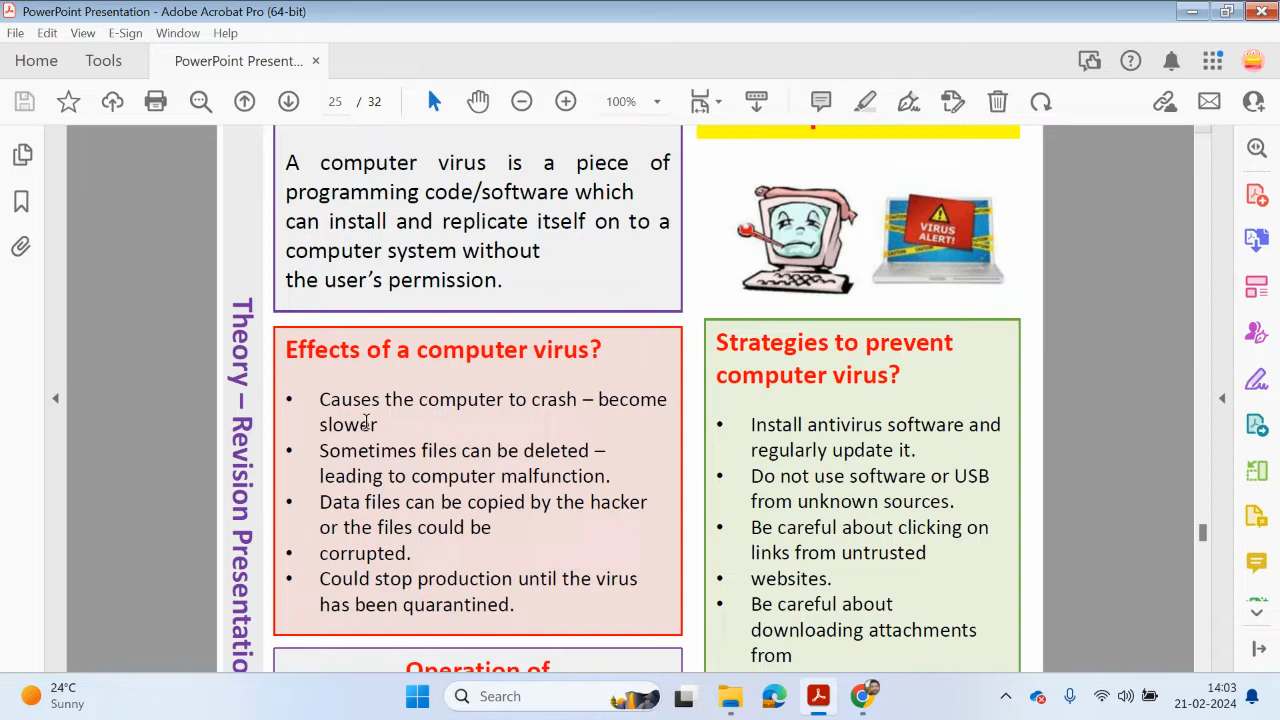 PowerPoint Presentation - Adobe Acrobat Pro (64-bit)
File Edit View E-Sign Window Help
Home Tools PowerPoint Present... ×
25 / 32 100%
A computer virus is a piece of
programming code/software which
can install and replicate itself on to a
computer system without
the user's permission.
VIRUS
ALERT!
Theory – Revision Presentatio
Effects of a computer virus?
• Causes the computer to crash – become
slower
• Sometimes files can be deleted –
leading to computer malfunction.
• Data files can be copied by the hacker
or the files could be
• corrupted.
• Could stop production until the virus
has been quarantined.
Operation of
Strategies to prevent
computer virus?
• Install antivirus software and
regularly update it.
• Do not use software or USB
from unknown sources.
• Be careful about clicking on
links from untrusted
• websites.
• Be careful about
downloading attachments
from
24°C
Sunny
Search
14:03
21-02-2024